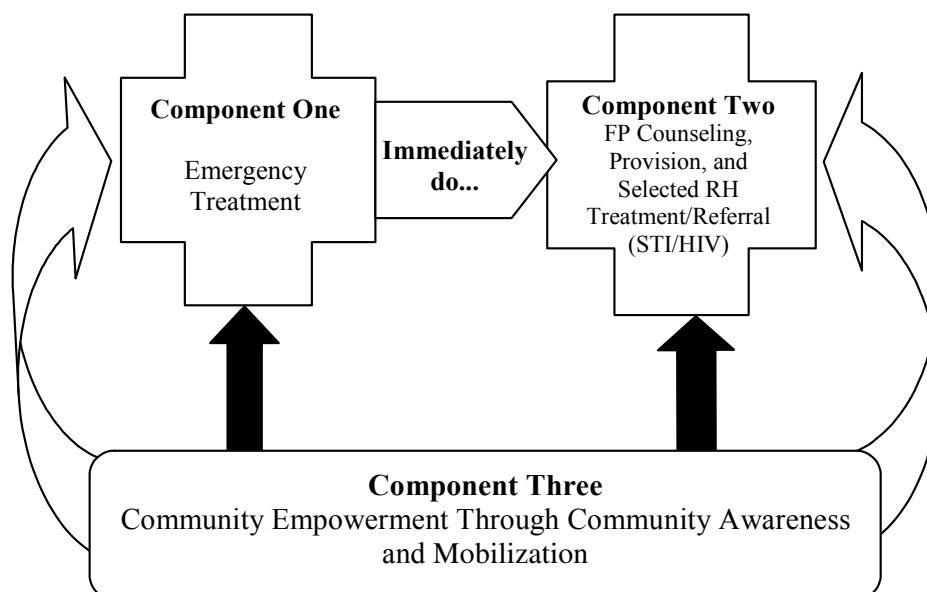 Component One
Emergency
Treatment
Immediately
do...
Component Two
FP Counseling,
Provision, and
Selected RH
Treatment/Referral
(STI/HIV)
Component Three
Community Empowerment Through Community Awareness
and Mobilization